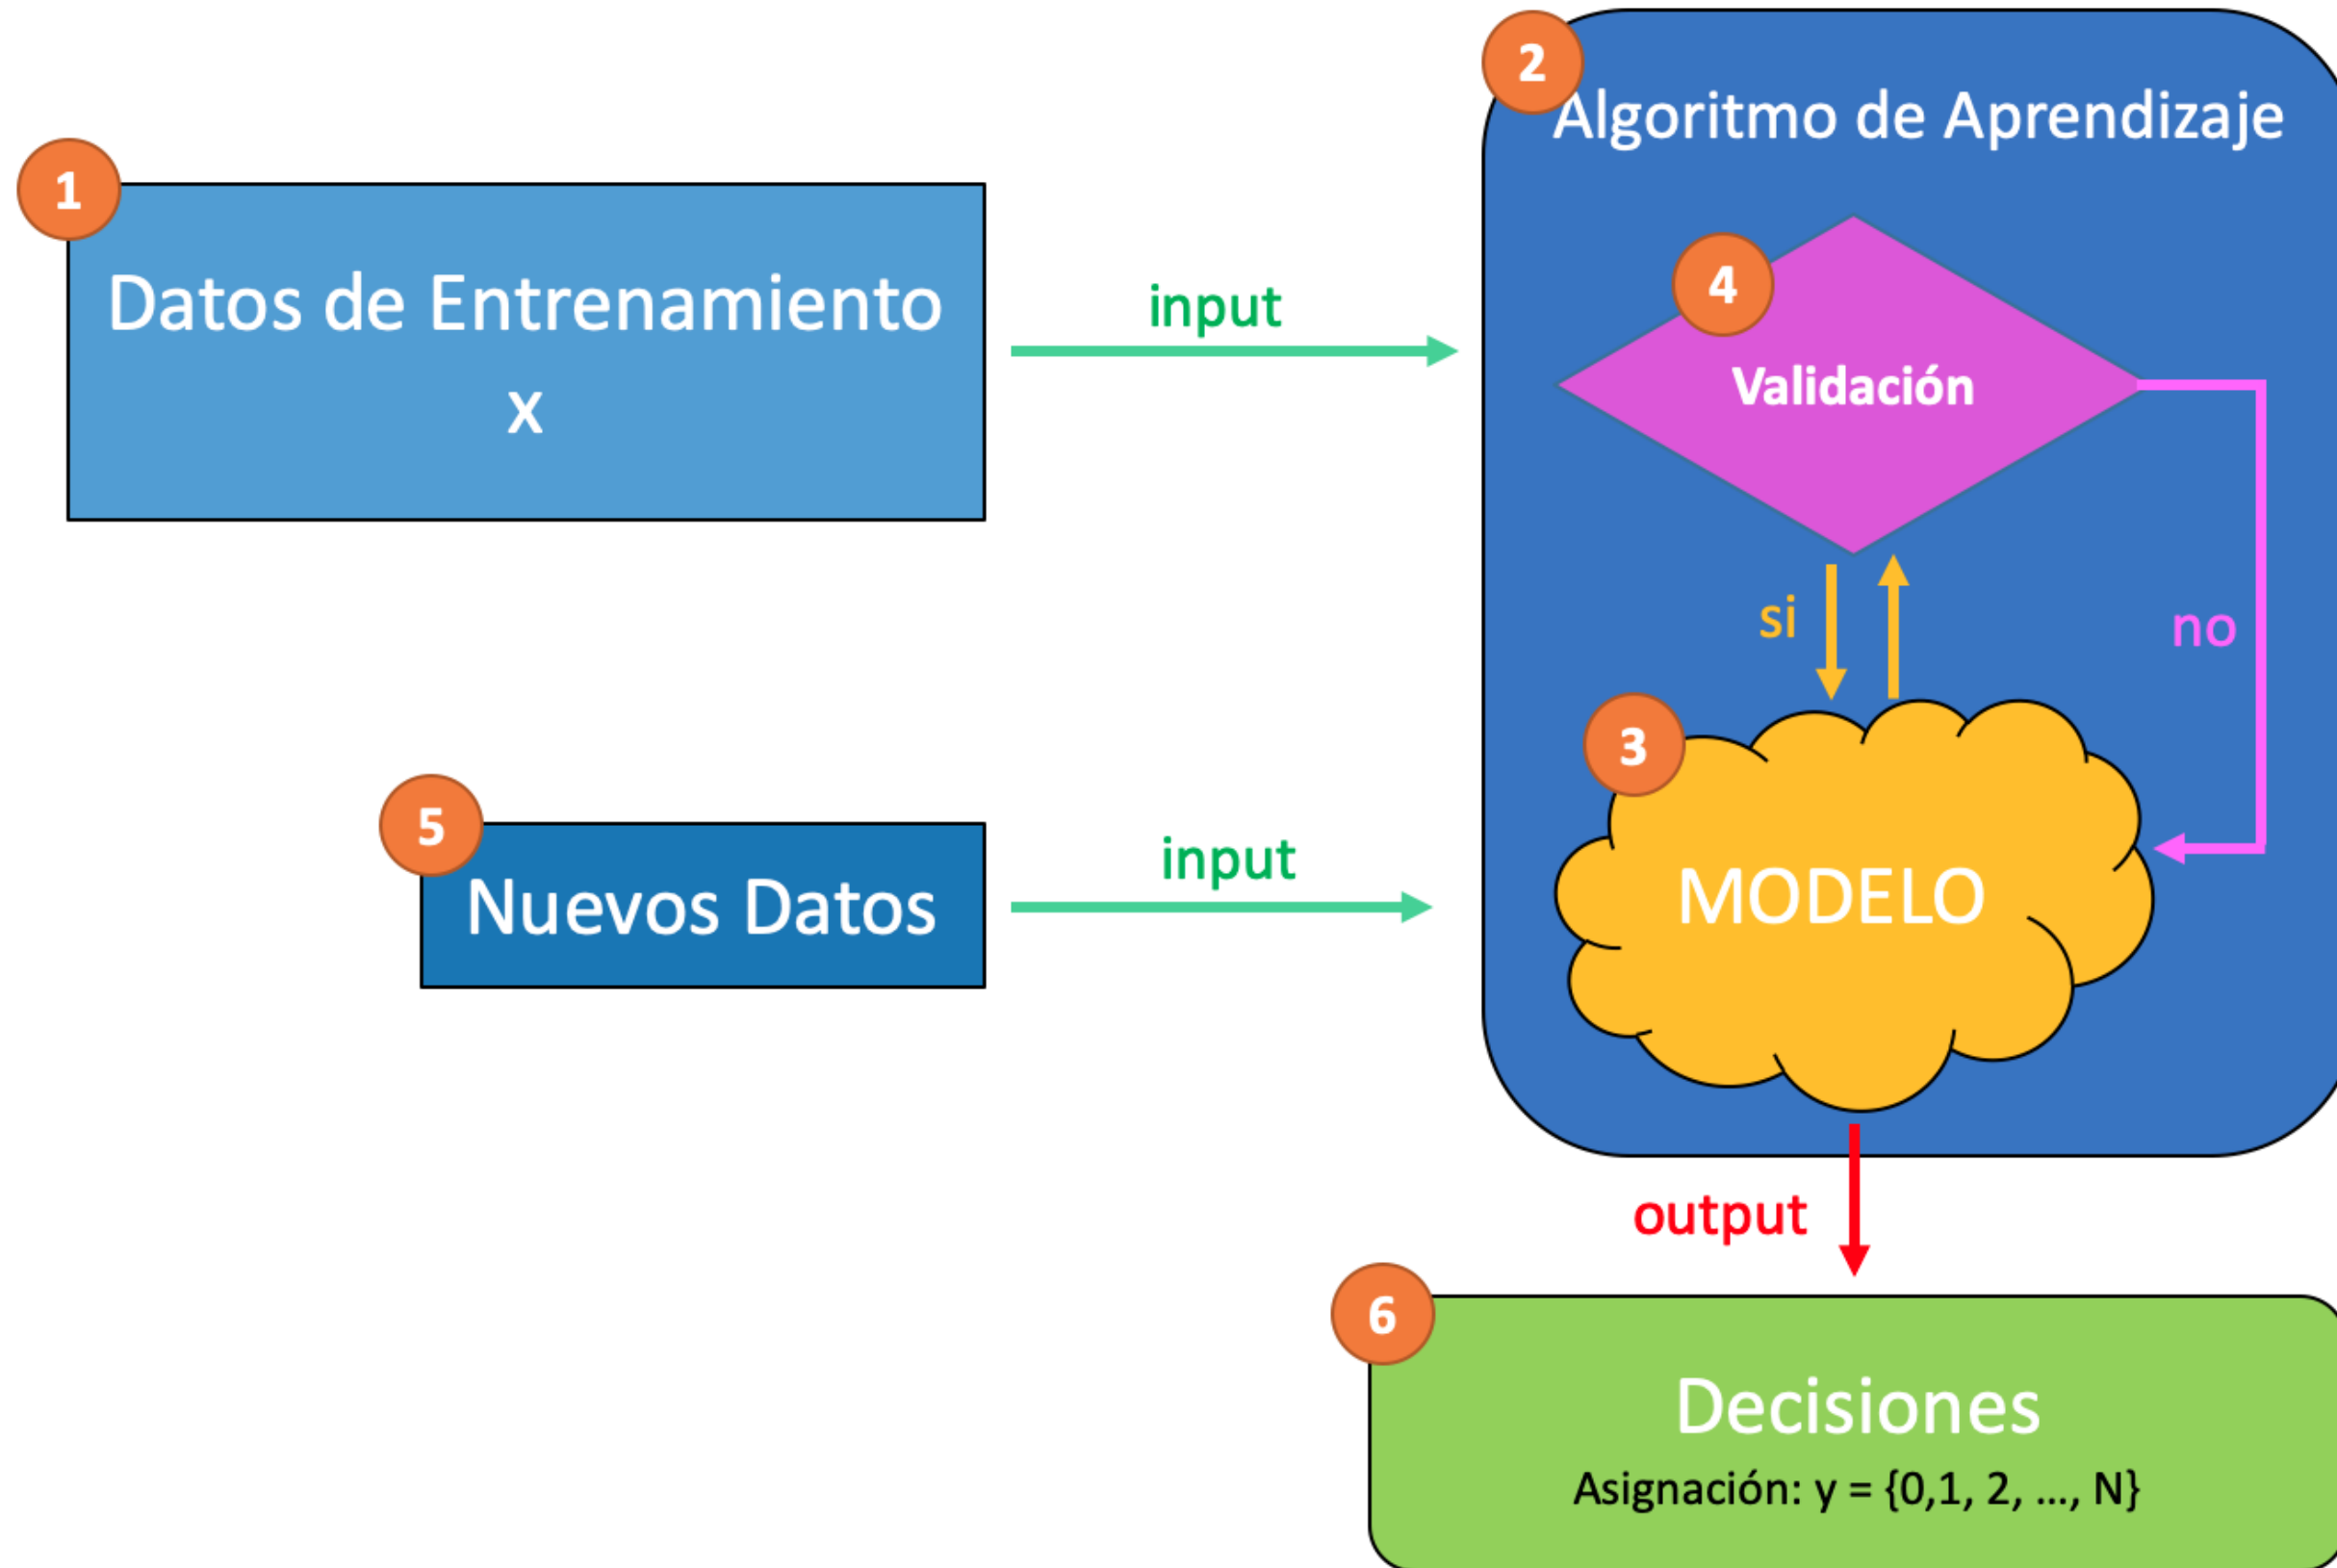 1
Datos de Entrenamiento
x
input
2
Algoritmo de Aprendizaje
4
Validación
si
no
3
MODELO
5
Nuevos Datos
input
output
6
Decisiones
Asignación: y = {0,1, 2, ..., N}